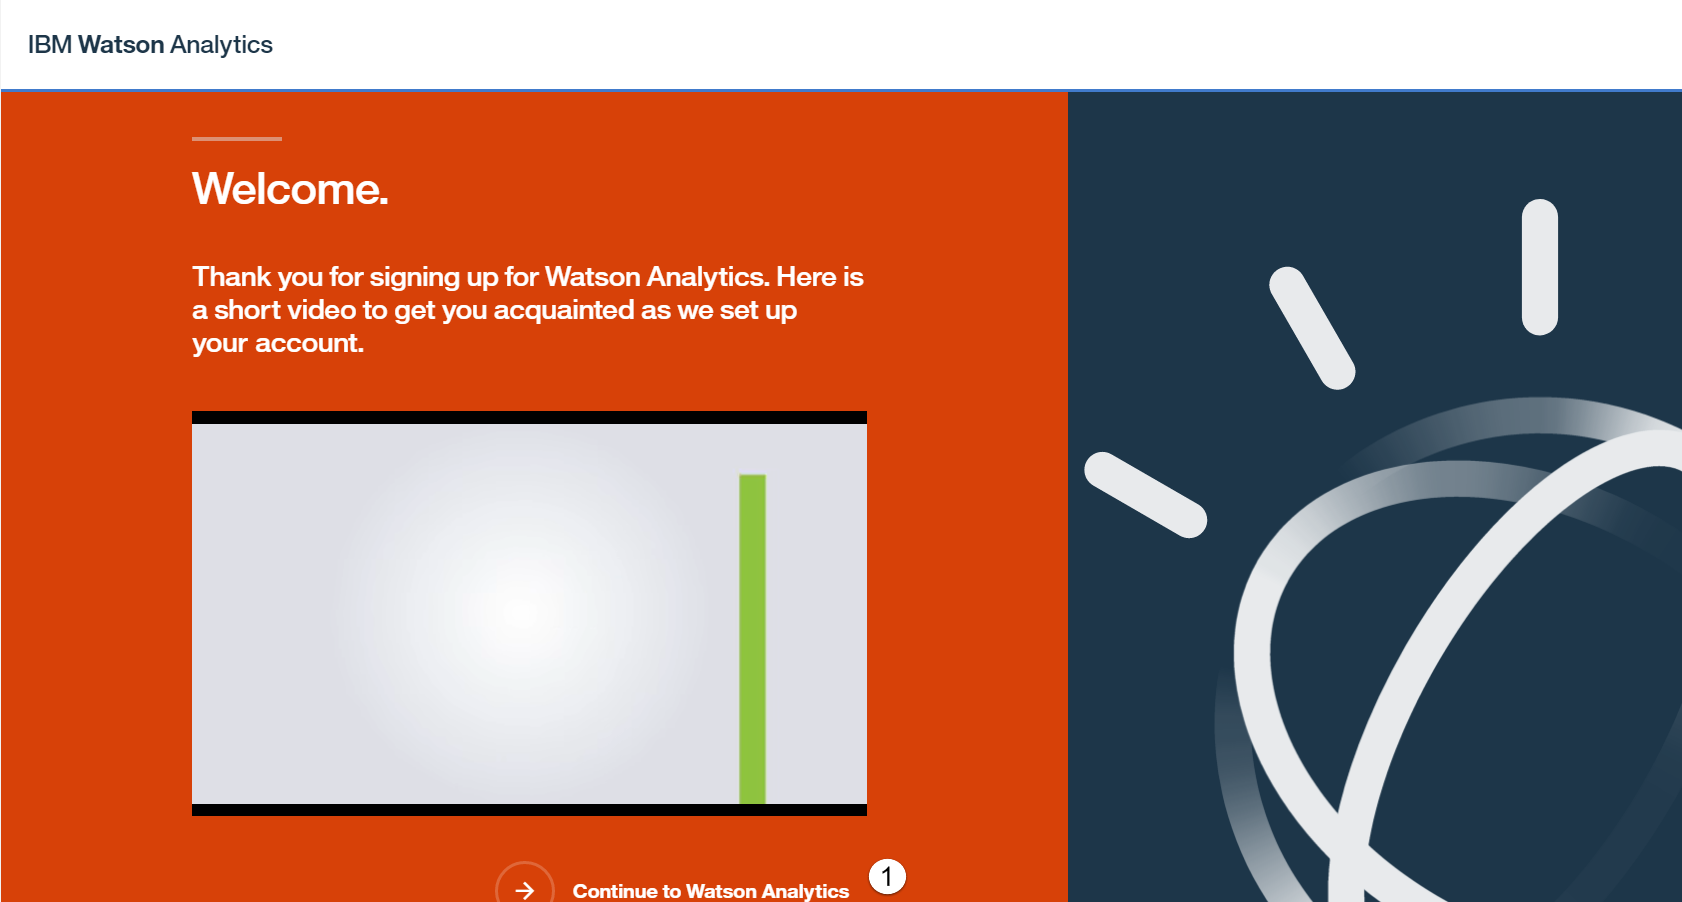 IBM Watson Analytics
Welcome.
Thank you for signing up for Watson Analytics. Here is
a short video to get you acquainted as we set up
your account.
Continue to Watson Analytics
1